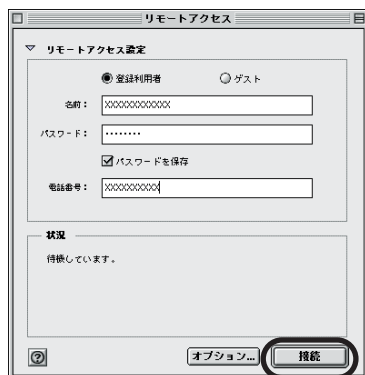 リモートアクセス
リモートアクセス設定
登録利用者 ゲスト
名前： XXXXXXXXXXXX
パスワード： ········
パスワードを保存
電話番号： XXXXXXXXXX
状況
待機しています。
? オプション... 接続